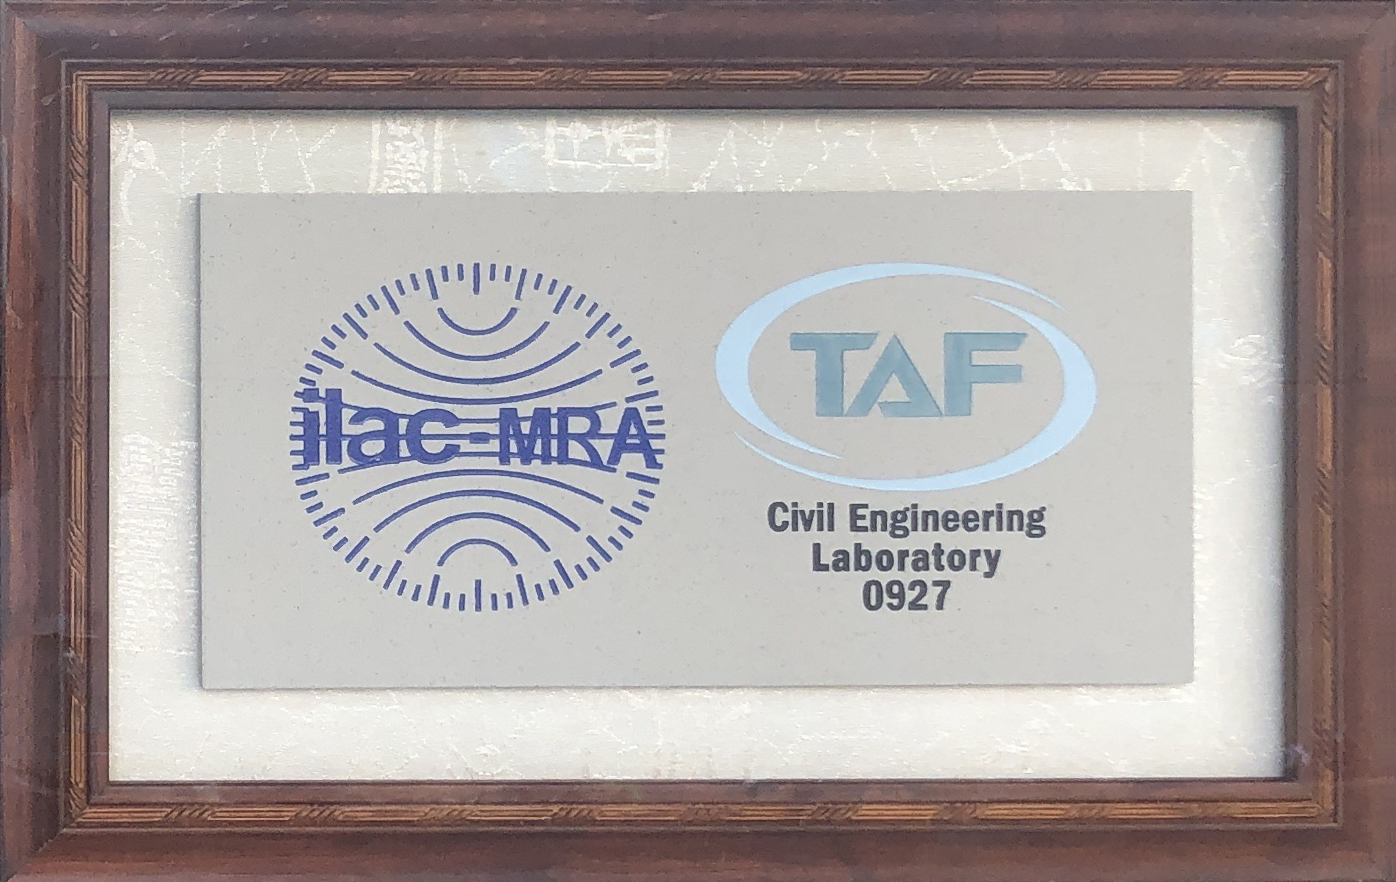 ilac-MRA
TAF
Civil Engineering
Laboratory
0927